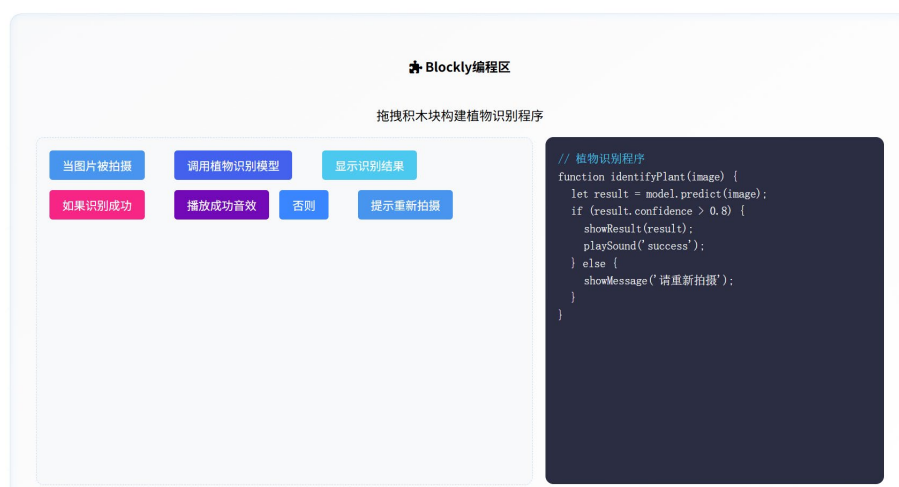 Blockly编程区
拖拽积木块构建植物识别程序
当图片被拍摄 调用植物识别模型 显示识别结果
如果识别成功 播放成功音效 否则 提示重新拍摄
// 植物识别程序
function identifyPlant(image) {
  let result = model.predict(image);
  if (result.confidence > 0.8) {
    showResult(result);
    playSound('success');
  } else {
    showMessage('请重新拍摄');
  }
}